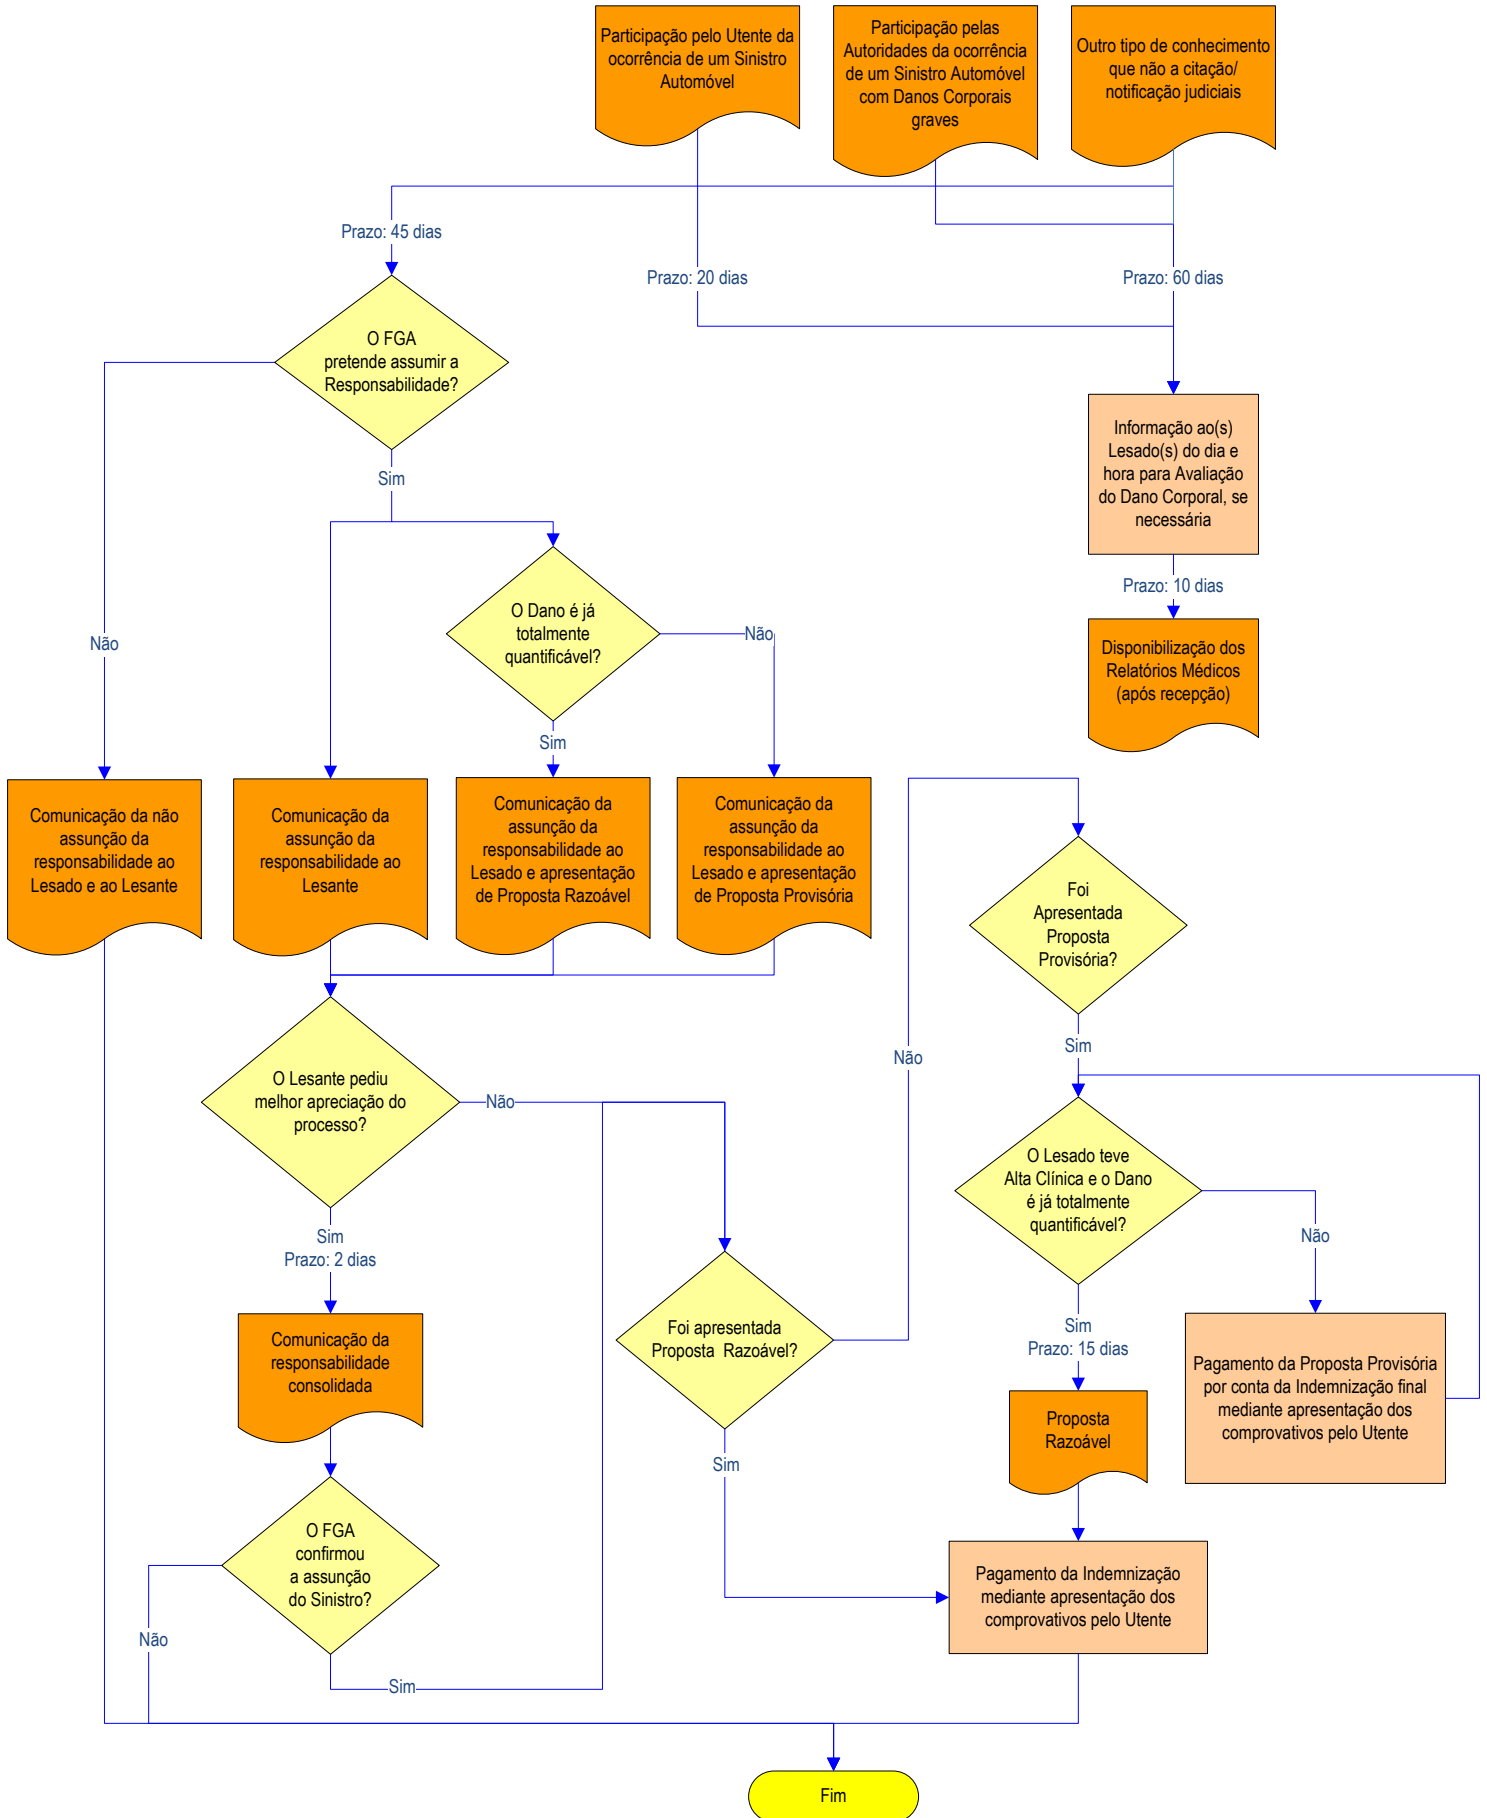 Participação pelo Utente da
ocorrência de um Sinistro
Automóvel
Participação pelas
Autoridades da ocorrência
de um Sinistro Automóvel
com Danos Corporais
graves
Outro tipo de conhecimento
que não a citação/
notificação judiciais
Prazo: 45 dias
Prazo: 20 dias
Prazo: 60 dias
O FGA
pretende assumir a
Responsabilidade?
Informação ao(s)
Lesado(s) do dia e
hora para Avaliação
do Dano Corporal, se
necessária
Sim
Prazo: 10 dias
O Dano é já
totalmente
quantificável?
Não
Não
Disponibilização dos
Relatórios Médicos
(após recepção)
Sim
Comunicação da não
assunção da
responsabilidade ao
Lesado e ao Lesante
Comunicação da
assunção da
responsabilidade ao
Lesante
Comunicação da
assunção da
responsabilidade ao
Lesado e apresentação
de Proposta Razoável
Comunicação da
assunção da
responsabilidade ao
Lesado e apresentação
de Proposta Provisória
Foi
Apresentada
Proposta
Provisória?
Não
Sim
O Lesante pediu
melhor apreciação do
processo?
Não
O Lesado teve
Alta Clínica e o Dano
é já totalmente
quantificável?
Não
Sim
Prazo: 2 dias
Foi apresentada
Proposta  Razoável?
Sim
Prazo: 15 dias
Comunicação da
responsabilidade
consolidada
Pagamento da Proposta Provisória
por conta da Indemnização final
mediante apresentação dos
comprovativos pelo Utente
Proposta
Razoável
Sim
O FGA
confirmou
a assunção
do Sinistro?
Pagamento da Indemnização
mediante apresentação dos
comprovativos pelo Utente
Não
Sim
Fim